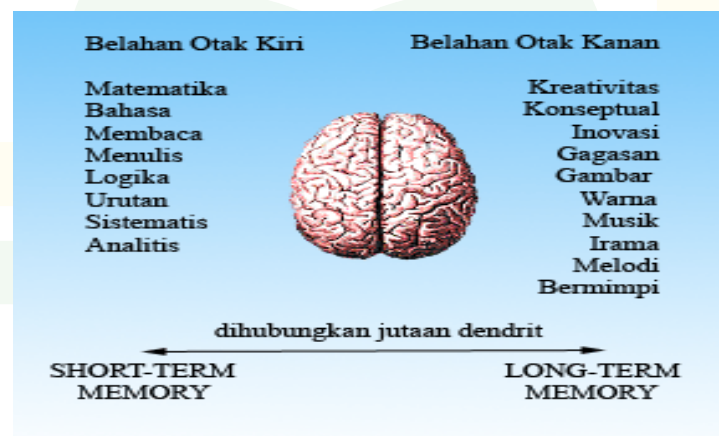 Belahan Otak Kiri
Matematika
Bahasa
Membaca
Menulis
Logika
Urutan
Sistematis
Analitis
Belahan Otak Kanan
Kreativitas
Konseptual
Inovasi
Gagasan
Gambar
Warna
Musik
Irama
Melodi
Bermimpi
dihubungkan jutaan dendrit
SHORT-TERM
MEMORY
LONG-TERM
MEMORY